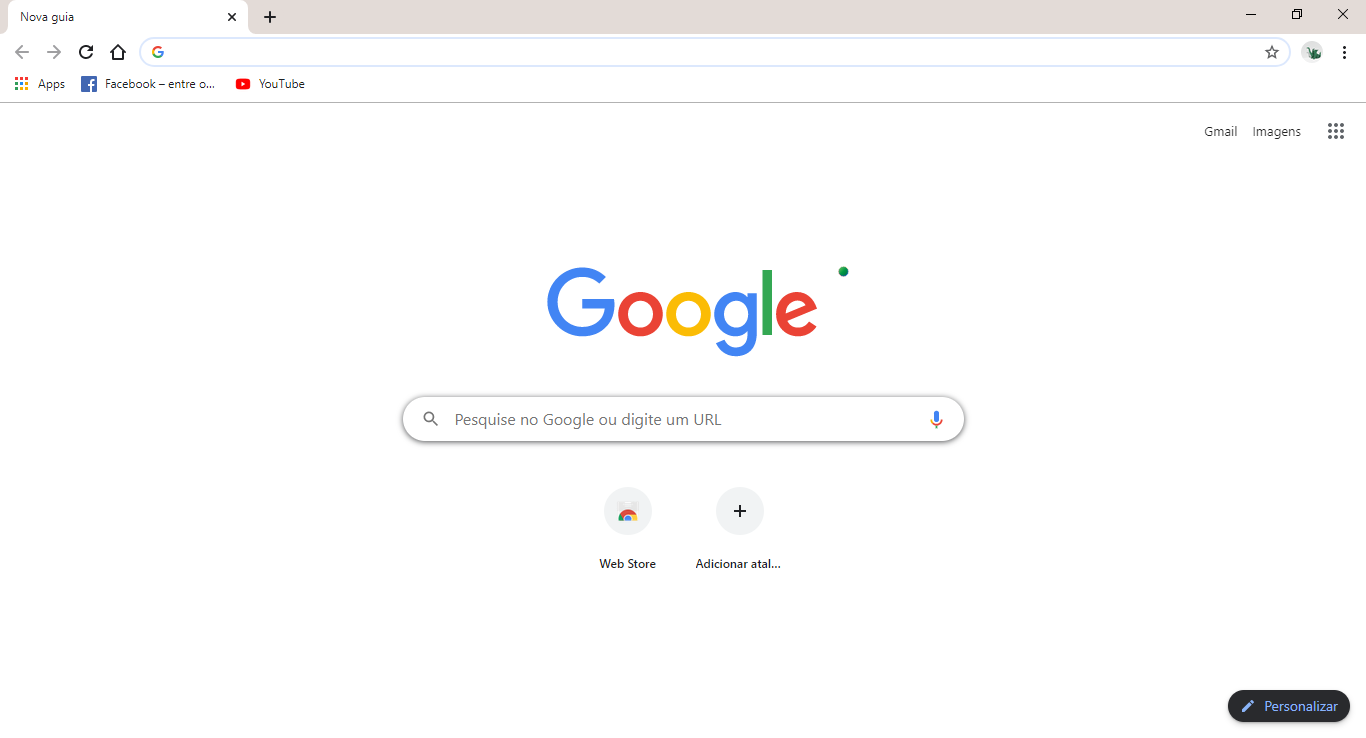 Nova guia
Apps Facebook – entre o... YouTube
Gmail Imagens
Google
Pesquise no Google ou digite um URL
Web Store Adicionar atal...
Personalizar